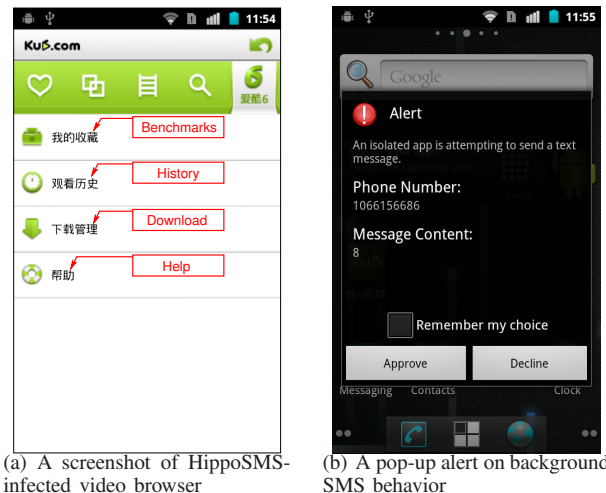 11:54
Ku6.com
爱酷6
我的收藏
Benchmarks
观看历史
History
下载管理
Download
帮助
Help
(a) A screenshot of HippoSMS-
infected video browser
11:55
Google
Alert
An isolated app is attempting to send a text
message.
Phone Number:
1066156686
Message Content:
8
Remember my choice
Approve
Decline
Messaging
Contacts
Clock
(b) A pop-up alert on background
SMS behavior